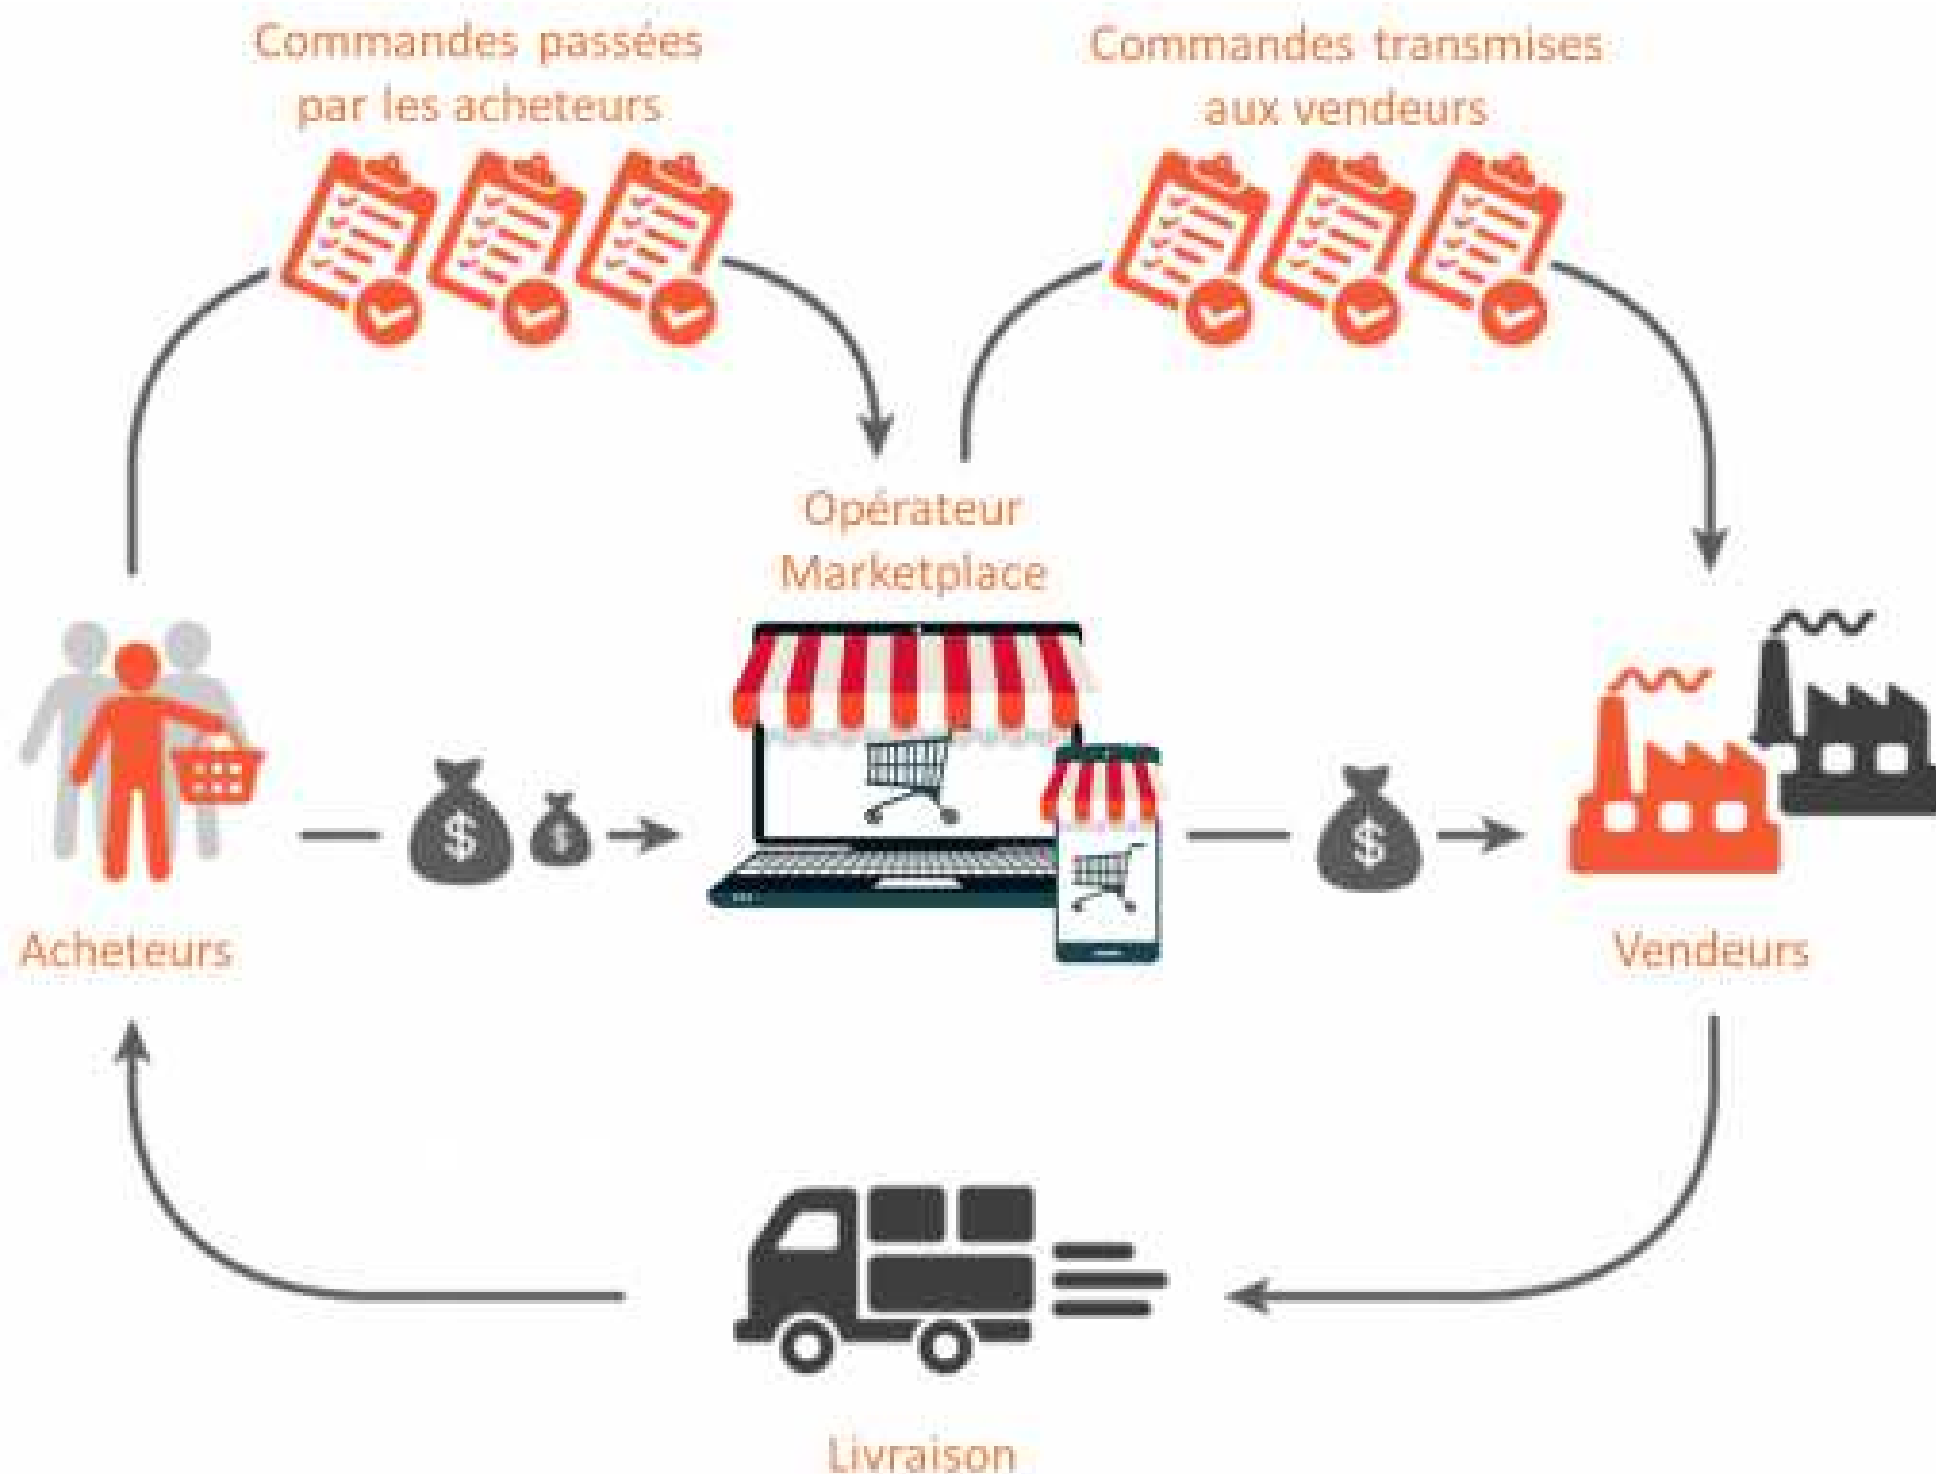 Commandes passées
par les acheteurs
Commandes transmises
aux vendeurs
Opérateur
Marketplace
$
$
$
Acheteurs
Vendeurs
Livraison